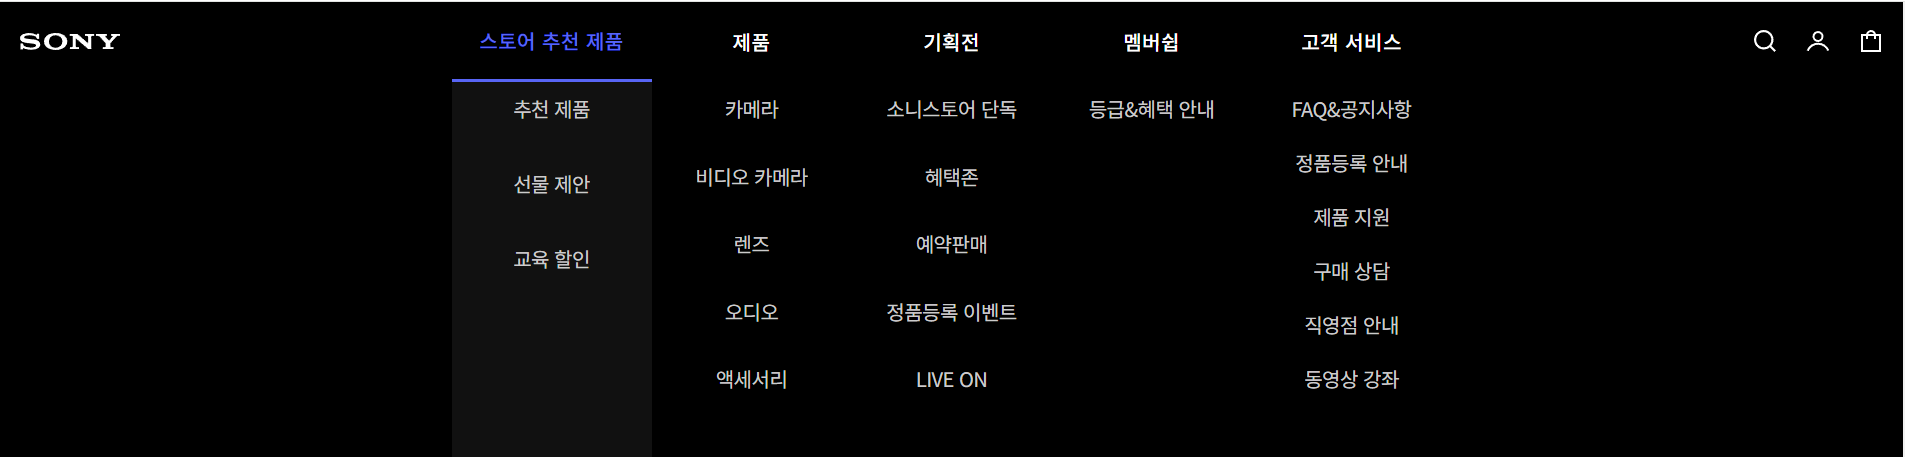 SONY
스토어 추천 제품
제품
기획전
멤버쉽
고객 서비스
추천 제품
선물 제안
교육 할인
카메라
비디오 카메라
렌즈
오디오
액세서리
소니스토어 단독
혜택존
예약판매
정품등록 이벤트
LIVE ON
등급&혜택 안내
FAQ&공지사항
정품등록 안내
제품 지원
구매 상담
직영점 안내
동영상 강좌